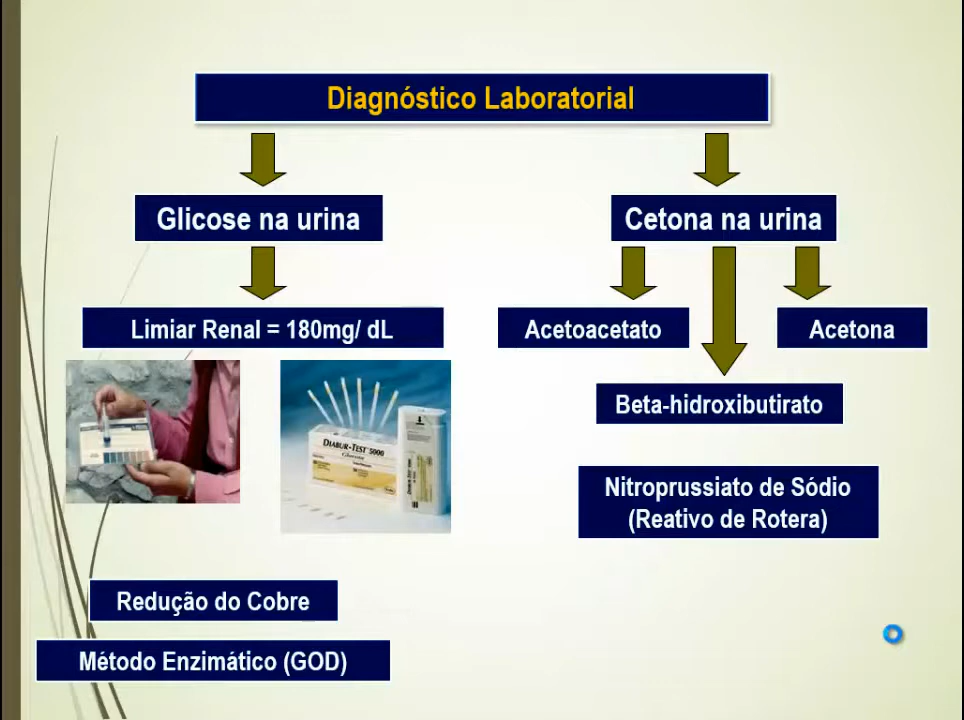 Diagnóstico Laboratorial
Glicose na urina
Cetona na urina
Limiar Renal = 180mg/ dL
Acetoacetato
Acetona
Beta-hidroxibutirato
DIABUR-TEST 5000
Glucose
Nitroprussiato de Sódio
(Reativo de Rotera)
Redução do Cobre
Método Enzimático (GOD)